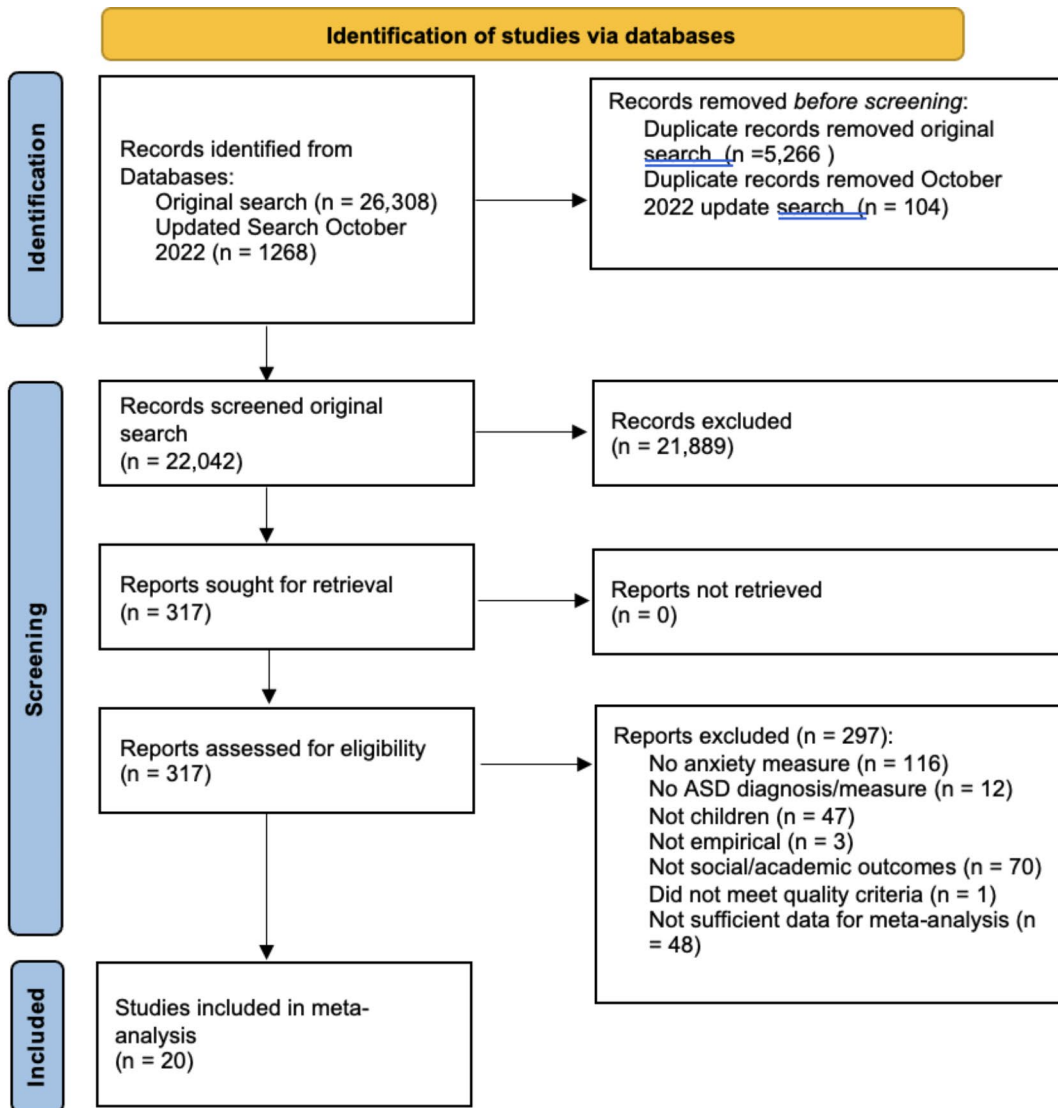 Identification of studies via databases
Identification
Records identified from
Databases:
Original search (n = 26,308)
Updated Search October
2022 (n = 1268)
Records removed before screening:
Duplicate records removed original
search (n =5,266 )
Duplicate records removed October
2022 update search (n = 104)
Screening
Records screened original
search
(n = 22,042)
Records excluded
(n = 21,889)
Reports sought for retrieval
(n = 317)
Reports not retrieved
(n = 0)
Reports assessed for eligibility
(n = 317)
Reports excluded (n = 297):
No anxiety measure (n = 116)
No ASD diagnosis/measure (n = 12)
Not children (n = 47)
Not empirical (n = 3)
Not social/academic outcomes (n = 70)
Did not meet quality criteria (n = 1)
Not sufficient data for meta-analysis (n
= 48)
Included
Studies included in meta-
analysis
(n = 20)